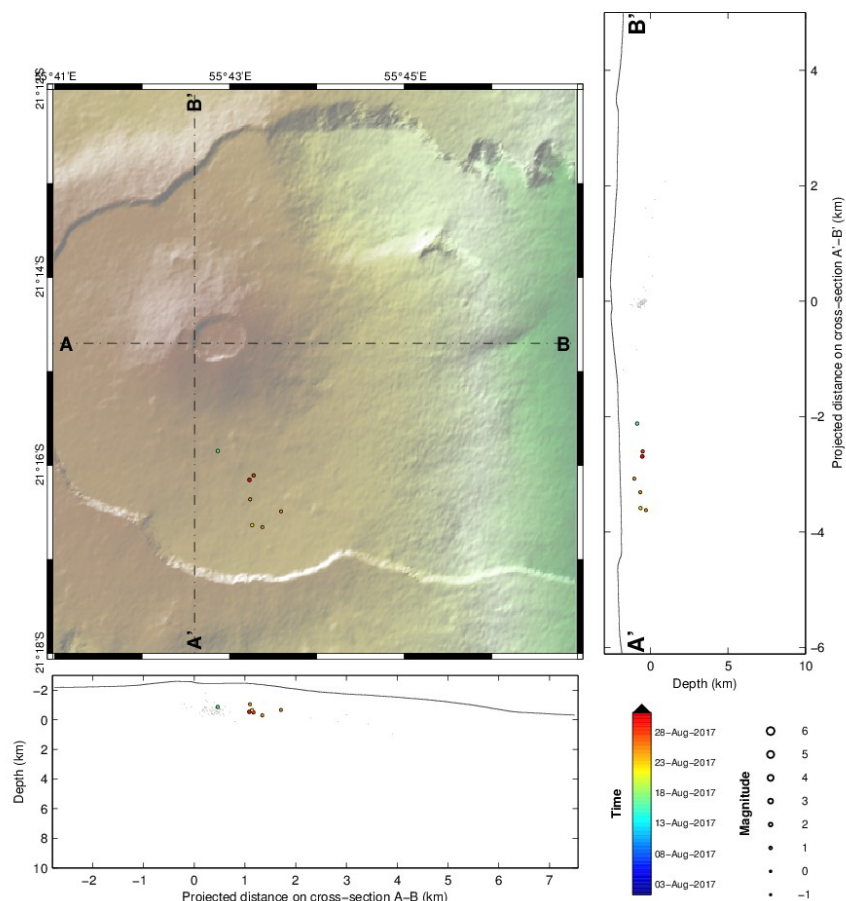 55°41'E 55°43'E 55°45'E
21°12'S
21°14'S
21°16'S
21°18'S
B'
A B
A'
−2
0
2
4
6
8
10
Depth (km)
−2 −1 0 1 2 3 4 5 6 7
Projected distance on cross−section A−B (km)
B'
4
2
0
−2
−4
−6
A'
Projected distance on cross−section A'−B' (km)
0 5 10
Depth (km)
Time
28−Aug−2017
23−Aug−2017
18−Aug−2017
13−Aug−2017
08−Aug−2017
03−Aug−2017
Magnitude
6
5
4
3
2
1
0
−1